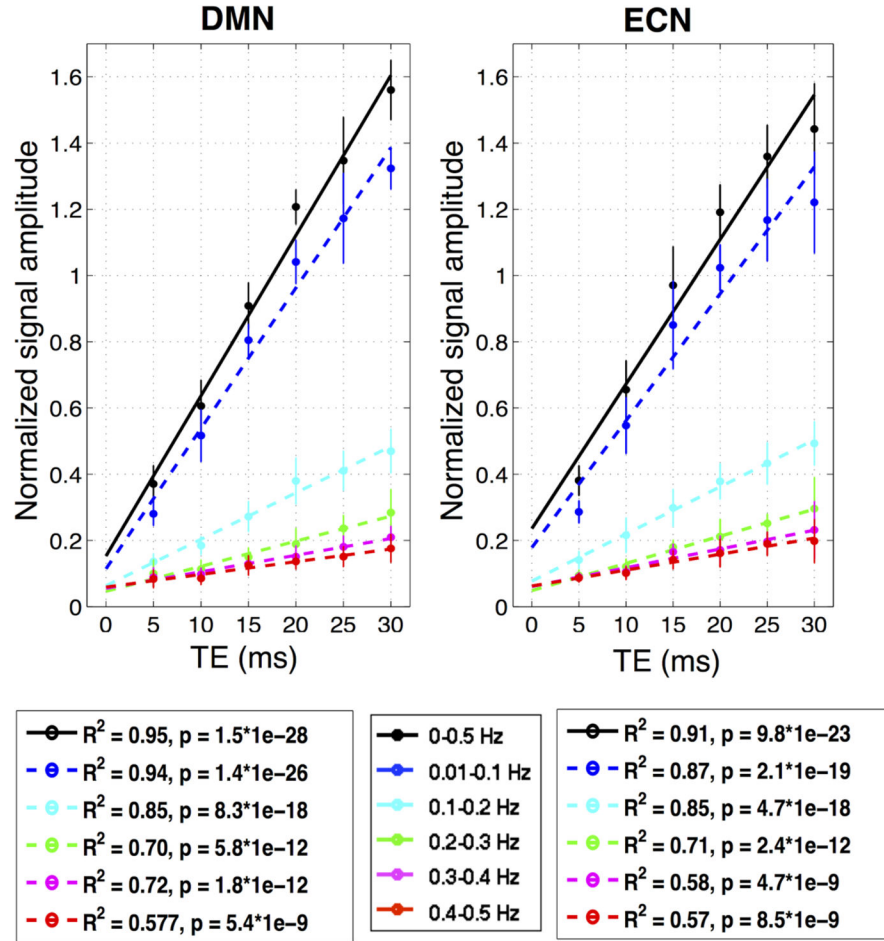 DMN
ECN
Normalized signal amplitude
1.6
1.4
1.2
1
0.8
0.6
0.4
0.2
0
0 5 10 15 20 25 30
TE (ms)
Normalized signal amplitude
1.6
1.4
1.2
1
0.8
0.6
0.4
0.2
0
0 5 10 15 20 25 30
TE (ms)
R² = 0.95, p = 1.5*1e−28
R² = 0.94, p = 1.4*1e−26
R² = 0.85, p = 8.3*1e−18
R² = 0.70, p = 5.8*1e−12
R² = 0.72, p = 1.8*1e−12
R² = 0.577, p = 5.4*1e−9
0-0.5 Hz
0.01-0.1 Hz
0.1-0.2 Hz
0.2-0.3 Hz
0.3-0.4 Hz
0.4-0.5 Hz
R² = 0.91, p = 9.8*1e−23
R² = 0.87, p = 2.1*1e−19
R² = 0.85, p = 4.7*1e−18
R² = 0.71, p = 2.4*1e−12
R² = 0.58, p = 4.7*1e−9
R² = 0.57, p = 8.5*1e−9